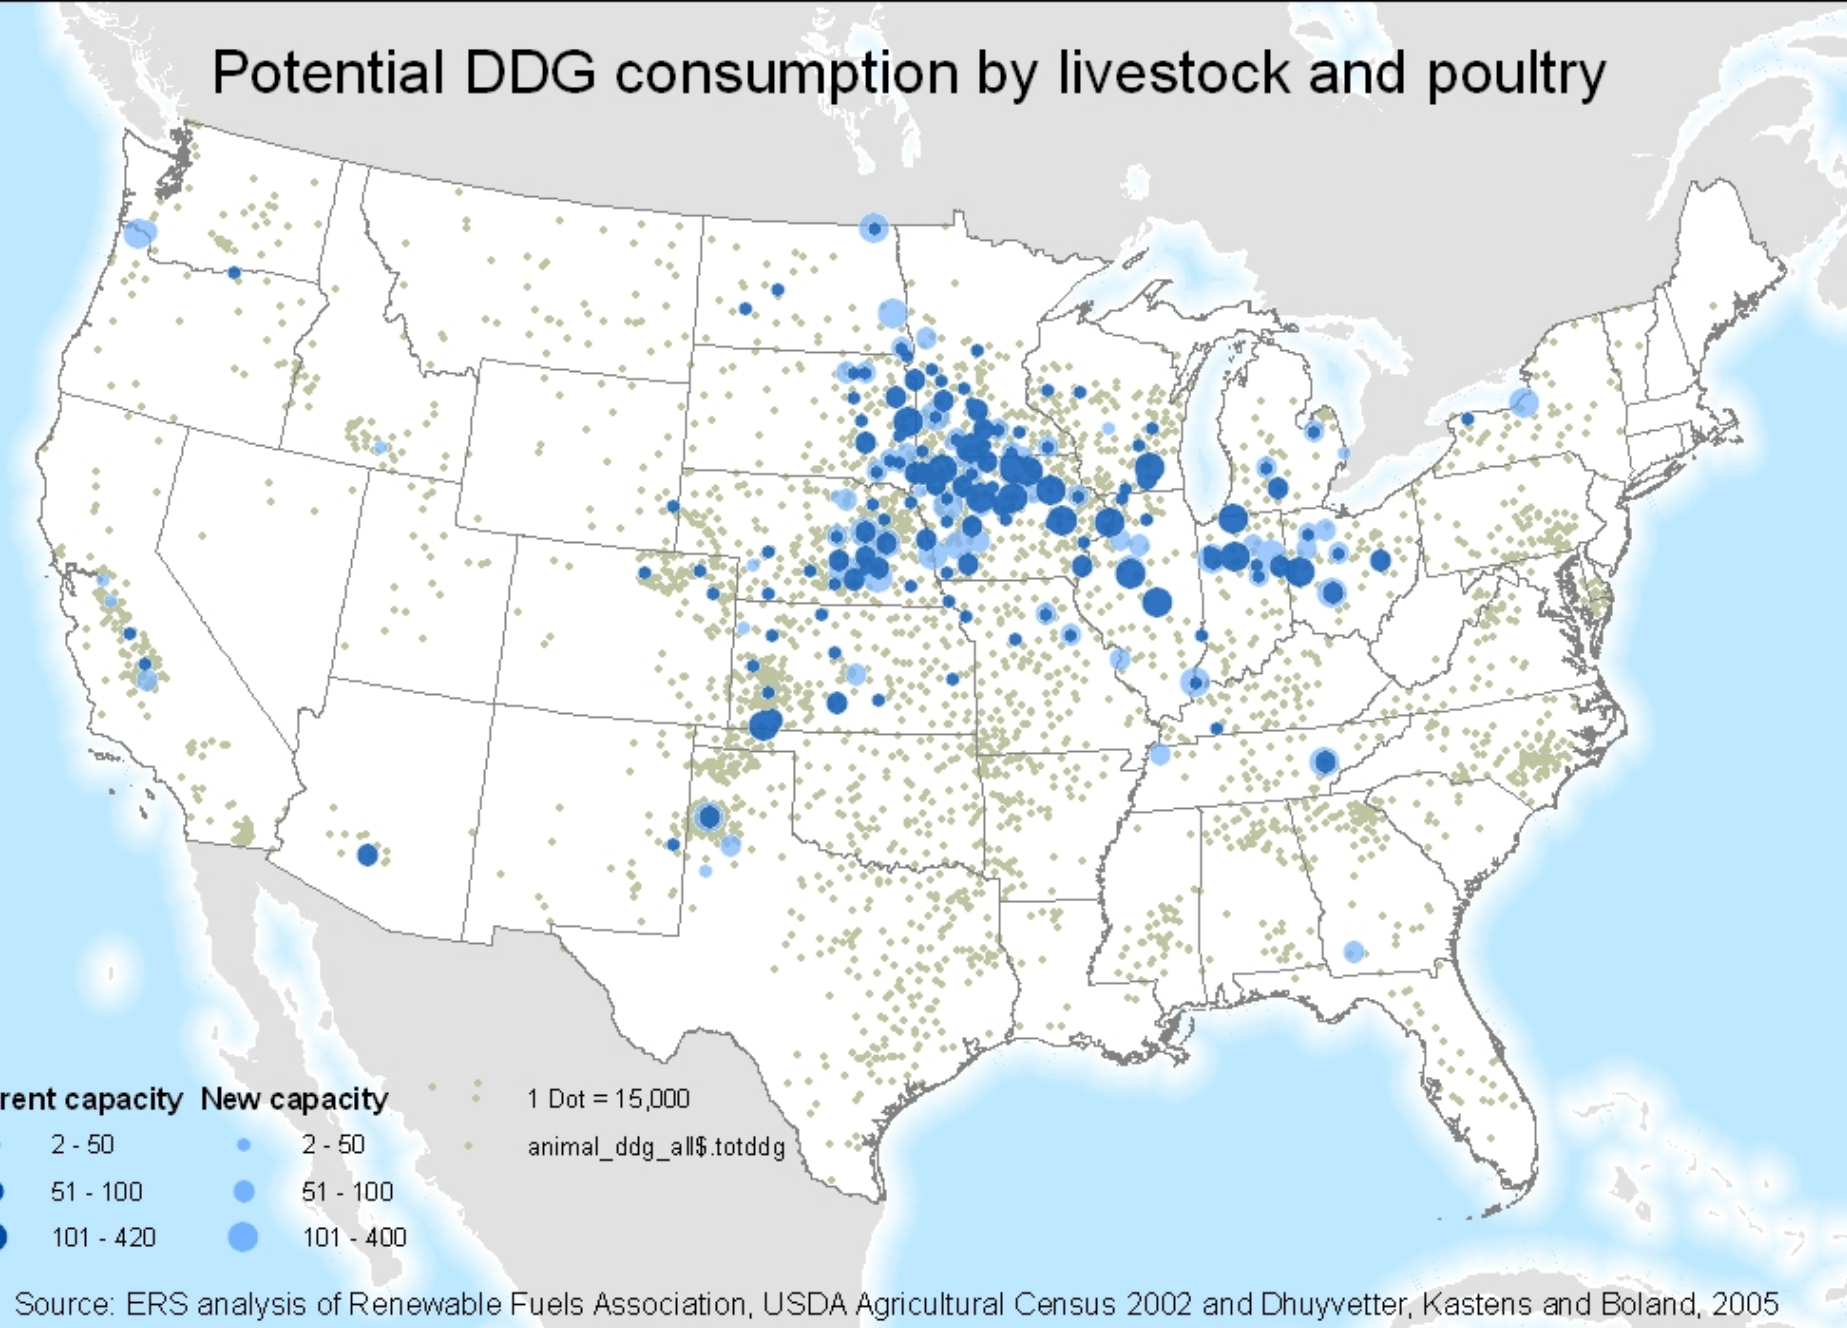 Potential DDG consumption by livestock and poultry
rent capacity New capacity
1 Dot = 15,000
2 - 50 2 - 50
animal_ddg_all$.totddg
51 - 100 51 - 100
101 - 420 101 - 400
Source: ERS analysis of Renewable Fuels Association, USDA Agricultural Census 2002 and Dhuyvetter, Kastens and Boland, 2005